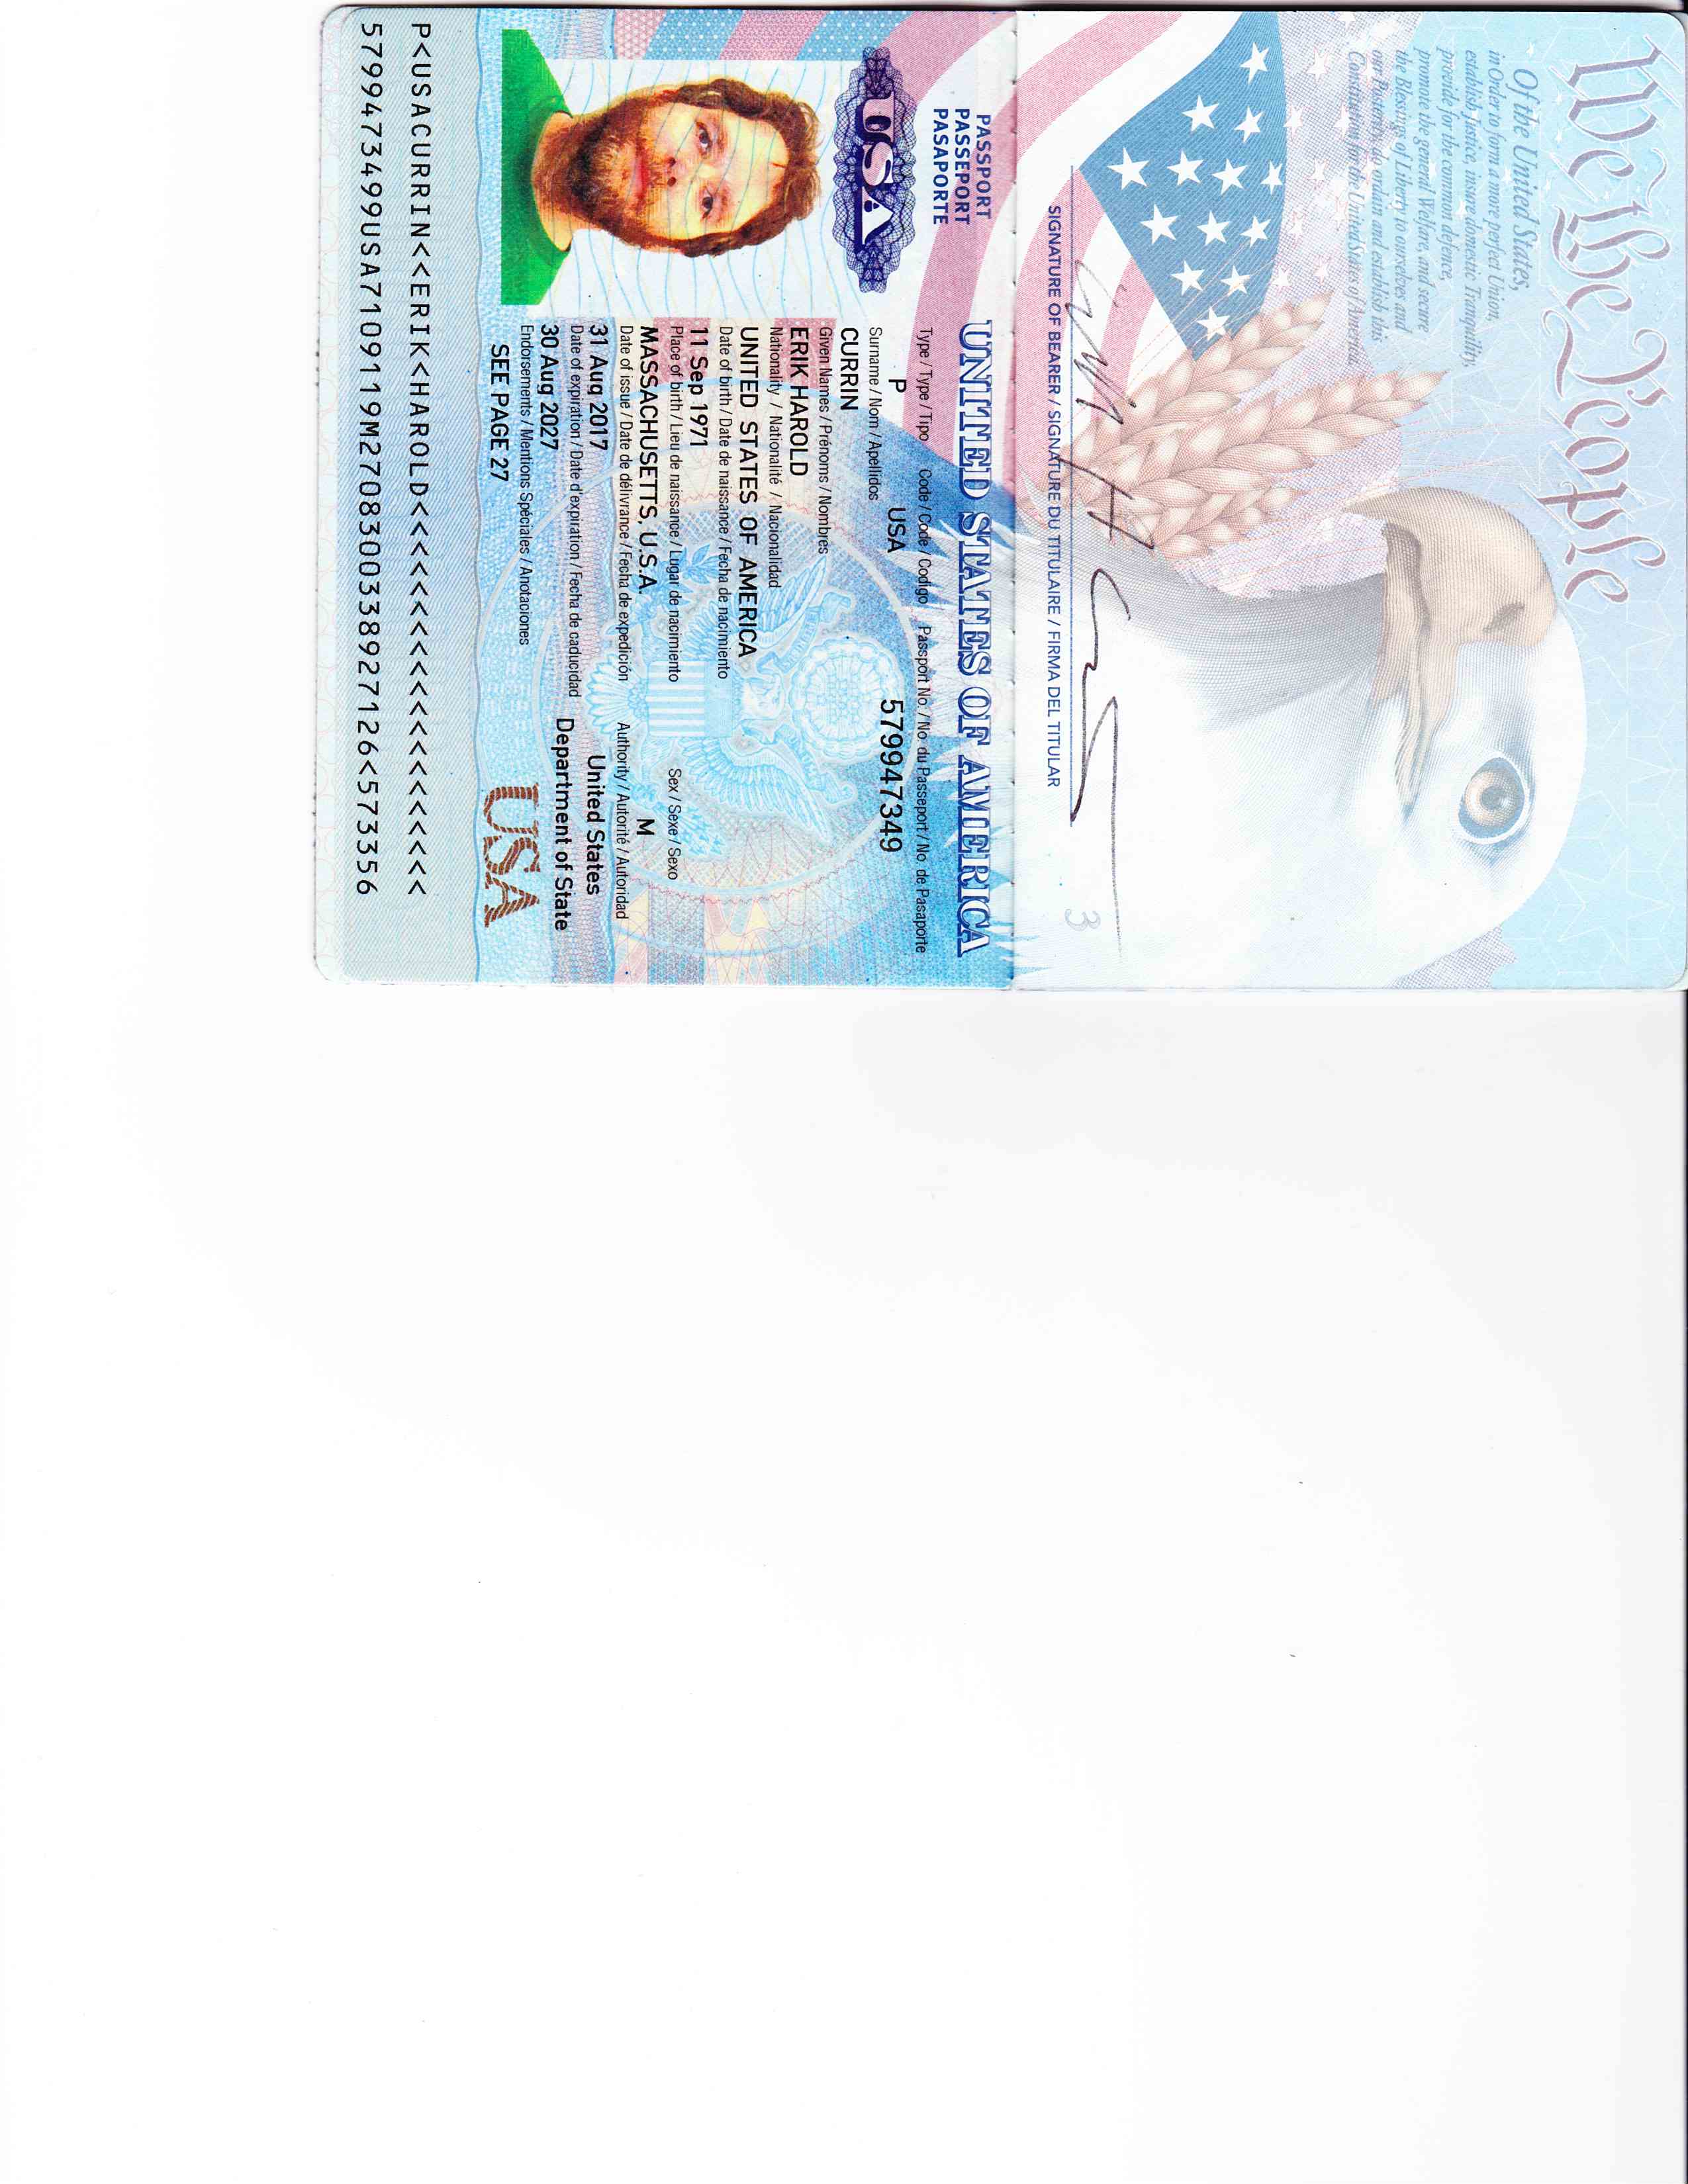 We the People
Of the United States,
in Order to form a more perfect Union,
establish Justice, insure domestic Tranquility,
provide for the common defence,
promote the general Welfare, and secure
the Blessings of Liberty to ourselves and
our Posterity, do ordain and establish this
Constitution for the United States of America.
SIGNATURE OF BEARER / SIGNATURE DU TITULAIRE / FIRMA DEL TITULAR
3
PASSPORT
PASSEPORT
PASAPORTE
USA
UNITED STATES OF AMERICA
Type / Type / Tipo Code / Code / Codigo Passport No. / No. du Passeport / No. de Pasaporte
P USA 579947349
Surname / Nom / Apellidos
CURRIN
Given Names / Prénoms / Nombres
ERIK HAROLD
Nationality / Nationalité / Nacionalidad
UNITED STATES OF AMERICA
Date of birth / Date de naissance / Fecha de nacimiento
11 Sep 1971
Place of birth / Lieu de naissance / Lugar de nacimiento Sex / Sexe / Sexo
MASSACHUSETTS, U.S.A. M
Date of issue / Date de délivrance / Fecha de expedición Authority / Autorité / Autoridad
31 Aug 2017 United States
Date of expiration / Date d'expiration / Fecha de caducidad Department of State
30 Aug 2027
Endorsements / Mentions Spéciales / Anotaciones
SEE PAGE 27
USA
P<USACURRIN<<ERIK<HAROLD<<<<<<<<<<<<<<<<<<<<
5799473499USA7109119M2708300338927126<573356